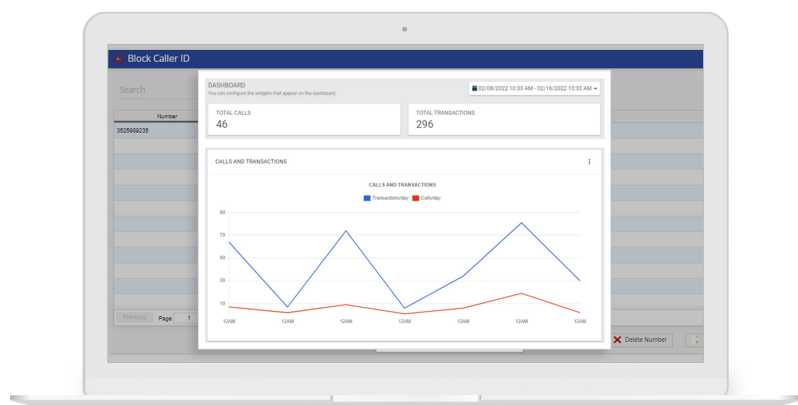 Block Caller ID
Search
Number
3525989235
DASHBOARD
You can configure the widgets that appear on the dashboard.
02/08/2022 10:33 AM - 02/16/2022 10:33 AM
TOTAL CALLS
46
TOTAL TRANSACTIONS
296
CALLS AND TRANSACTIONS
CALLS AND TRANSACTIONS
Transactions/day Calls/day
70
50
30
10
12AM 12AM 12AM 12AM 12AM 12AM 12AM
Previous Page 1
Delete Number